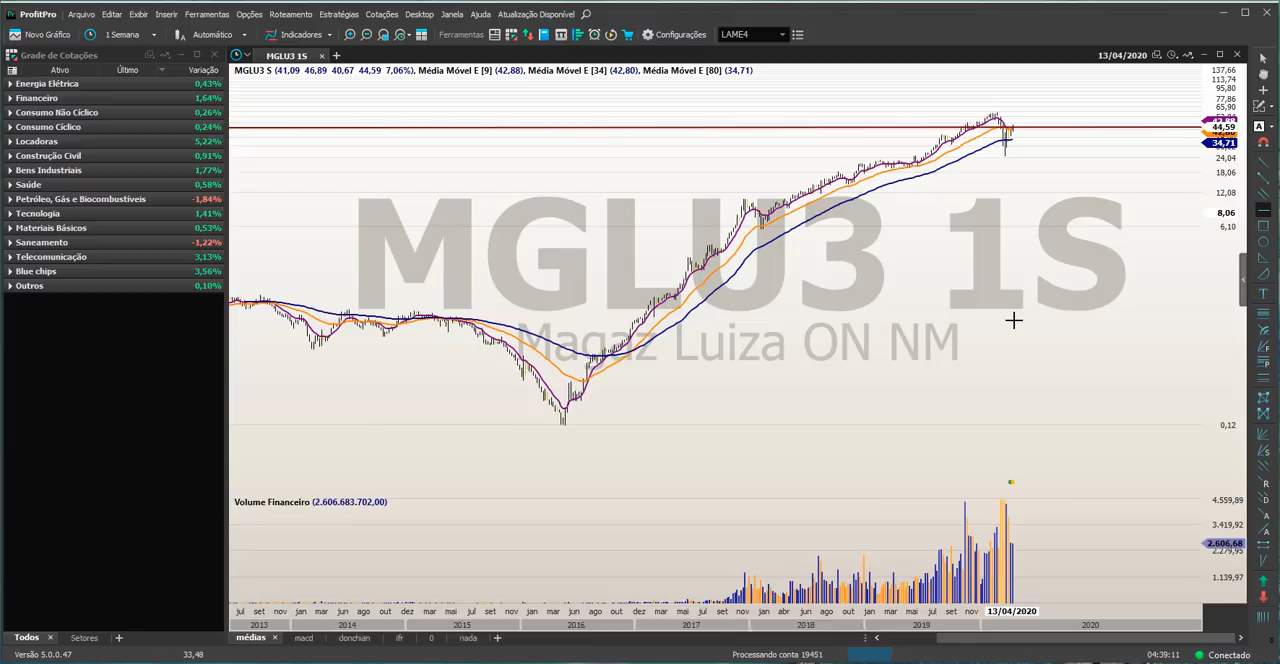 ProfitPro Arquivo Editar Exibir Inserir Ferramentas Opções Roteamento Estratégias Cotações Desktop Janela Ajuda Atualização Disponível
Novo Gráfico 1 Semana Automático Indicadores Ferramentas Configurações LAME4
Grade de Cotações
MGLU3 1S
13/04/2020
Ativo Último Variação
Energia Elétrica 0,43%
Financeiro 1,64%
Consumo Não Cíclico 0,26%
Consumo Cíclico 0,24%
Locadoras 5,22%
Construção Civil 0,91%
Bens Industriais 1,77%
Saúde 0,58%
Petróleo, Gás e Biocombustíveis -1,84%
Tecnologia 1,41%
Materiais Básicos 0,53%
Saneamento -1,22%
Telecomunicação 3,13%
Blue chips 3,56%
Outros 0,10%
MGLU3 S (41,09 46,89 40,67 44,59 7,06%), Média Móvel E [9] (42,88), Média Móvel E [34] (42,80), Média Móvel E [80] (34,71)
137,66
113,74
95,80
77,86
65,90
44,59
34,71
24,04
18,06
12,08
8,06
6,10
0,12
MGLU3 1S
Magaz Luiza ON NM
Volume Financeiro (2.606.683.702,00)
4.559,89
3.419,92
2.606,68
2.279,95
1.139,97
jul set nov jan mar jun ago out dez fev abr jun ago set nov jan mar jun ago out dez mar mai jul set nov jan abr jun ago out jan mar mai jul set nov 13/04/2020
2013 2014 2015 2016 2017 2018 2019 2020
Todos Setores
médias macd donchian ifr 0 nada
Versão 5.0.0.47 33,48 Processando conta 19451 04:39:11 Conectado